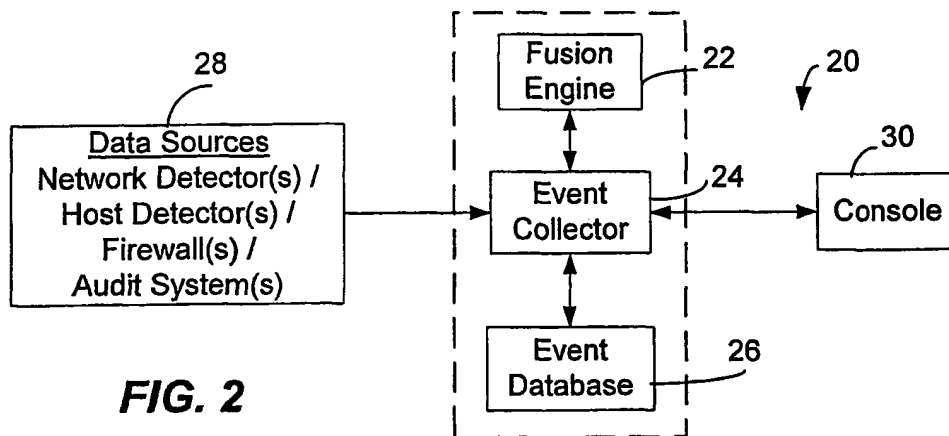 28
Data Sources
Network Detector(s) /
Host Detector(s) /
Firewall(s) /
Audit System(s)
Fusion
Engine
22
Event
Collector
24
Event
Database
26
20
30
Console
FIG. 2